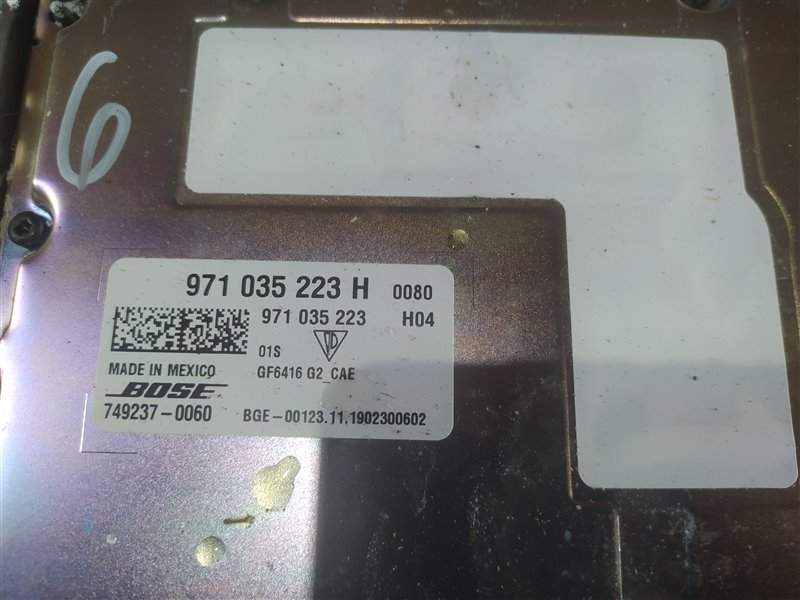 6
971 035 223 H 0080
971 035 223 H04
01S
MADE IN MEXICO GF6416 G2_CAE
BOSE
749237-0060 BGE-00123.11.1902300602